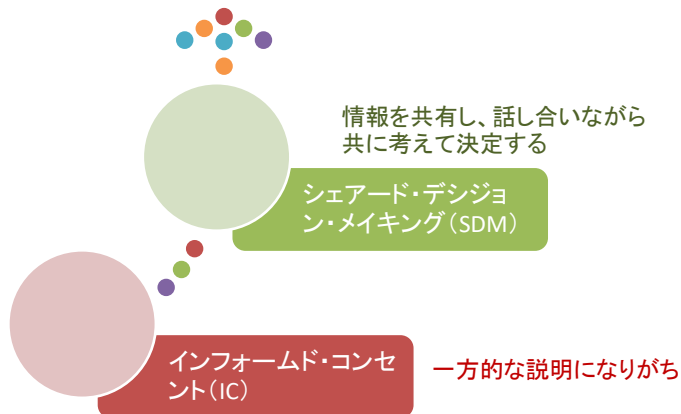 情報を共有し、話し合いながら
共に考えて決定する
シェアード・デシジョ
ン・メイキング(SDM)
インフォームド・コンセ
ント(IC)
一方的な説明になりがち